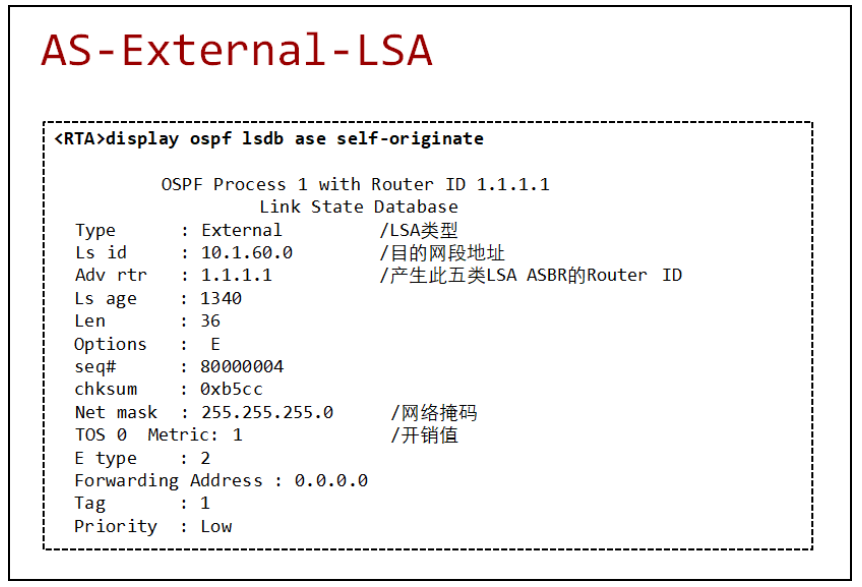 AS-External-LSA
<RTA>display ospf lsdb ase self-originate
OSPF Process 1 with Router ID 1.1.1.1
Link State Database
Type : External /LSA类型
Ls id : 10.1.60.0 /目的网段地址
Adv rtr : 1.1.1.1 /产生此五类LSA ASBR的Router ID
Ls age : 1340
Len : 36
Options : E
seq# : 80000004
chksum : 0xb5cc
Net mask : 255.255.255.0 /网络掩码
TOS 0 Metric: 1 /开销值
E type : 2
Forwarding Address : 0.0.0.0
Tag : 1
Priority : Low